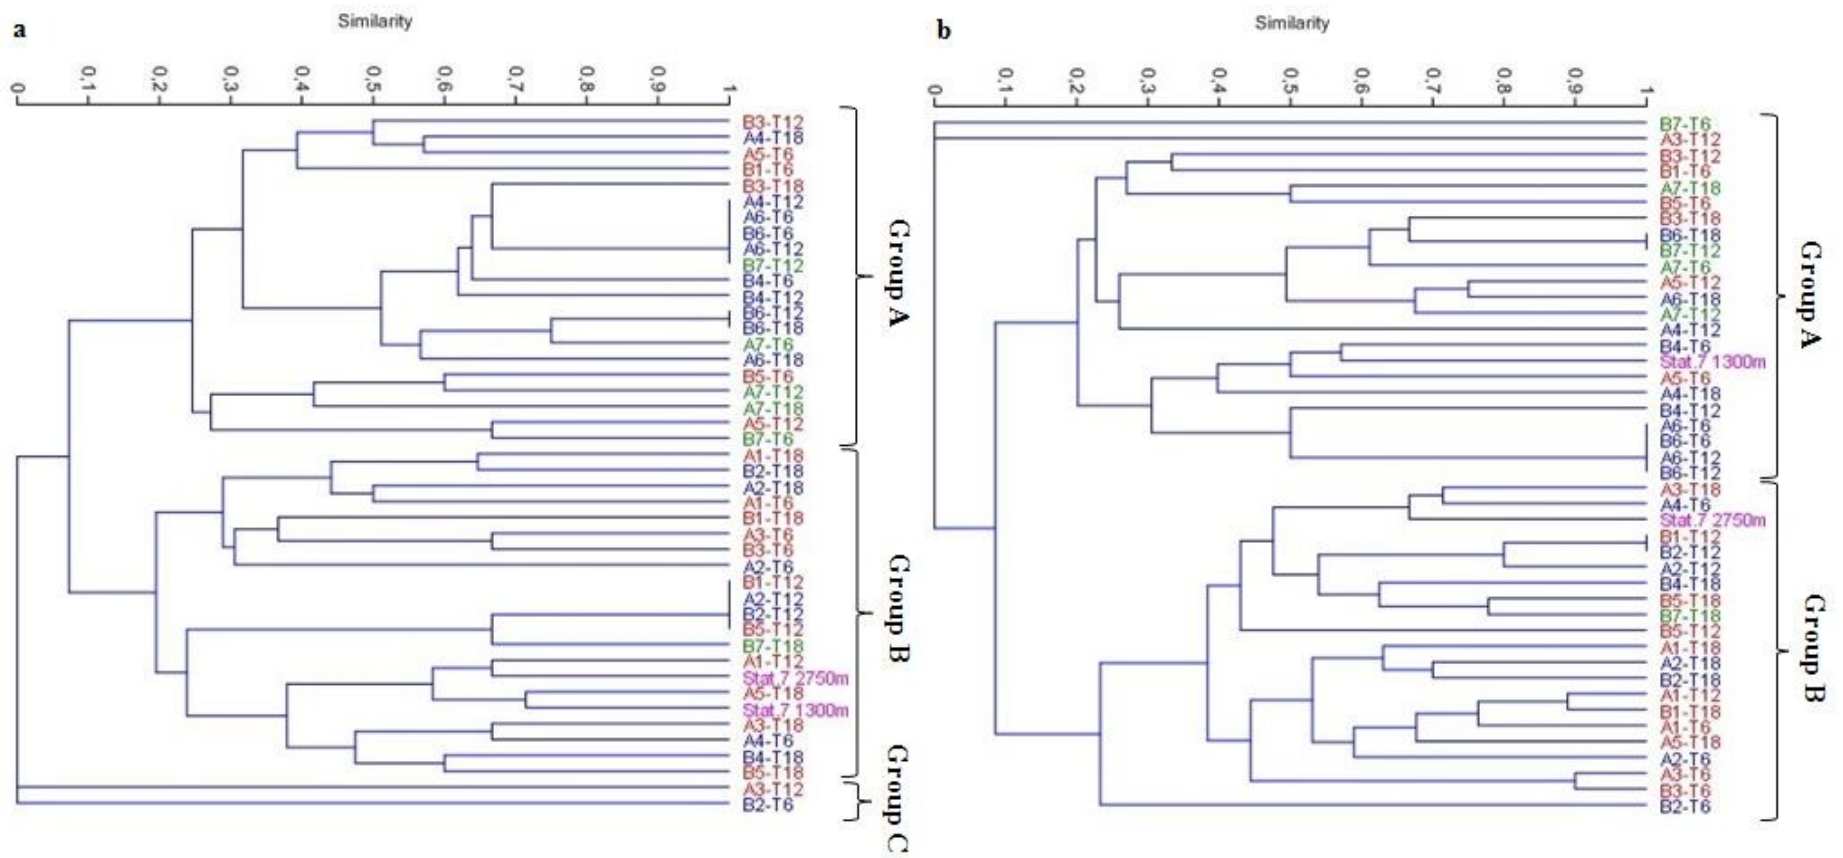 a
Similarity
0
0,1
0,2
0,3
0,4
0,5
0,6
0,7
0,8
0,9
1
B3-T12
A4-T18
A5-T6
B1-T6
B3-T18
A4-T12
A6-T6
B6-T6
A6-T12
B7-T12
B4-T6
B4-T12
B6-T12
B6-T18
A7-T6
A6-T18
B5-T6
A7-T12
A7-T18
A5-T12
B7-T6
A1-T18
B2-T18
A2-T18
A1-T6
B1-T18
A3-T6
B3-T6
A2-T6
B1-T12
A2-T12
B2-T12
B5-T12
B7-T18
A1-T12
Stat.7 2750m
A5-T18
Stat.7 1300m
A3-T18
A4-T6
B4-T18
B5-T18
A3-T12
B2-T6
Group A
Group B
Group C
b
Similarity
0
0,1
0,2
0,3
0,4
0,5
0,6
0,7
0,8
0,9
1
B7-T6
A3-T12
B3-T12
B1-T6
A7-T18
B5-T6
B3-T18
B6-T18
B7-T12
A7-T6
A5-T12
A6-T18
A7-T12
A4-T12
B4-T6
Stat.7 1300m
A5-T6
A4-T18
B4-T12
A6-T6
B6-T6
A6-T12
B6-T12
A3-T18
A4-T6
Stat.7 2750m
B1-T12
B2-T12
A2-T12
B4-T18
B5-T18
B7-T18
B5-T12
A1-T18
A2-T18
B2-T18
A1-T12
B1-T18
A1-T6
A5-T18
A2-T6
A3-T6
B3-T6
B2-T6
Group A
Group B